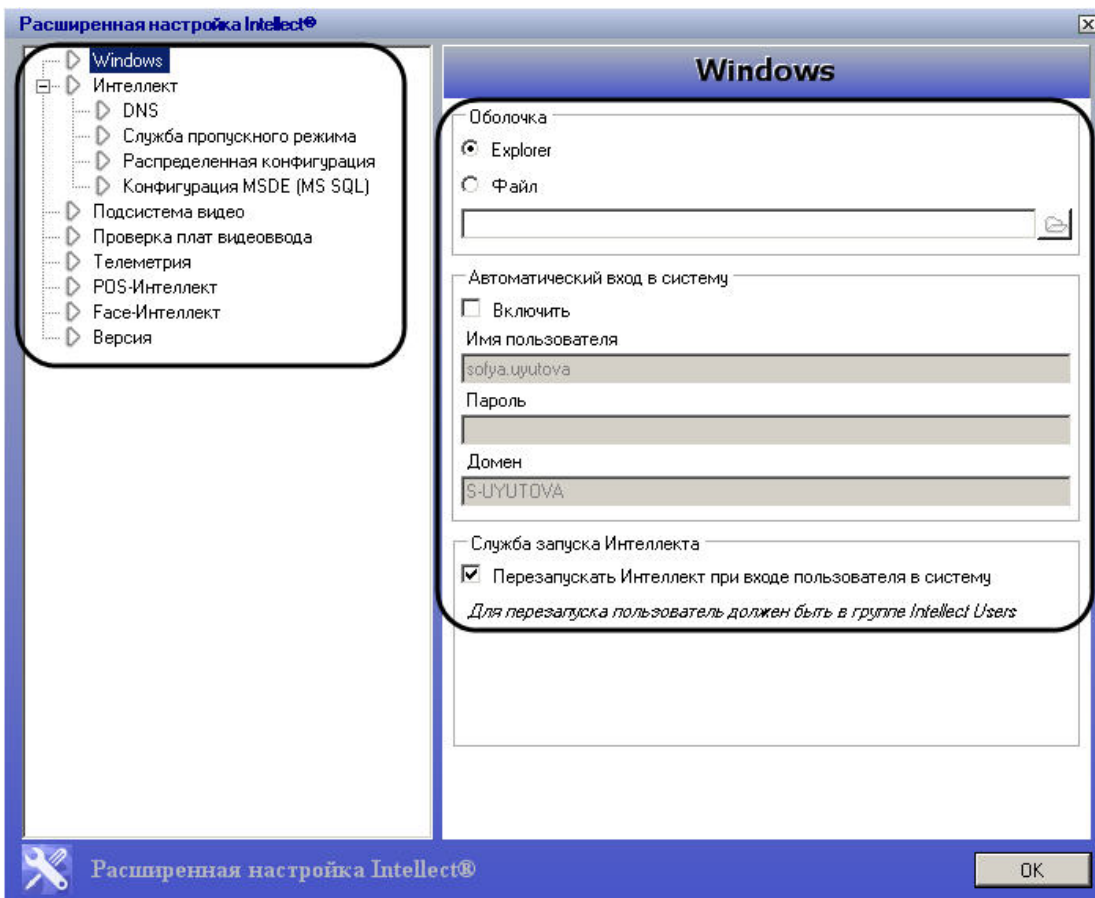 Расширенная настройка Intellect®
Windows
Интеллект
DNS
Служба пропускного режима
Распределенная конфигурация
Конфигурация MSDE (MS SQL)
Подсистема видео
Проверка плат видеоввода
Телеметрия
POS-Интеллект
Face-Интеллект
Версия
Windows
Оболочка
Explorer
Файл
Автоматический вход в систему
Включить
Имя пользователя
sofya.uyutova
Пароль
Домен
S-UYUTOVA
Служба запуска Интеллекта
Перезапускать Интеллект при входе пользователя в систему
Для перезапуска пользователь должен быть в группе Intellect Users
Расширенная настройка Intellect®
OK